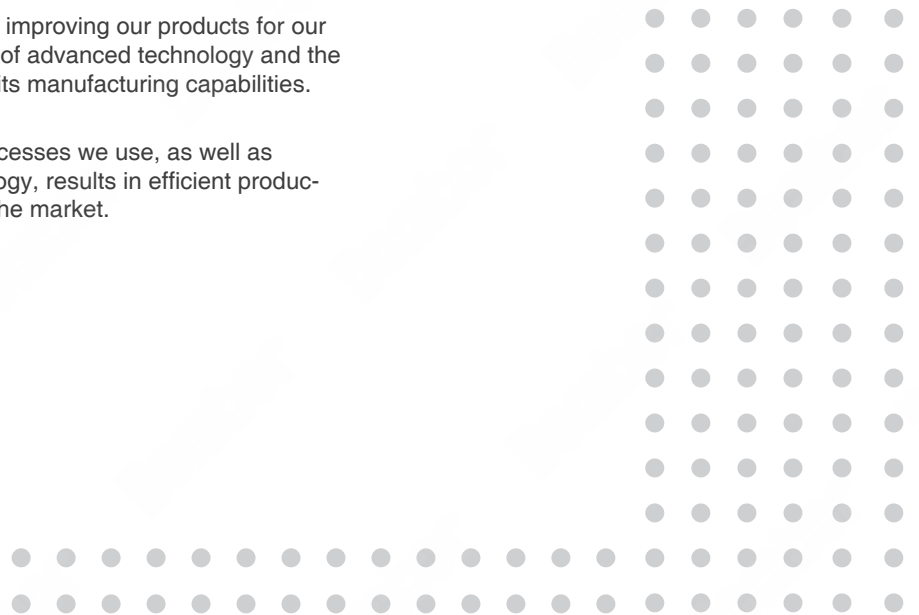 improving our products for our
of advanced technology and the
its manufacturing capabilities.
cesses we use, as well as
ogy, results in efficient produc-
he market.